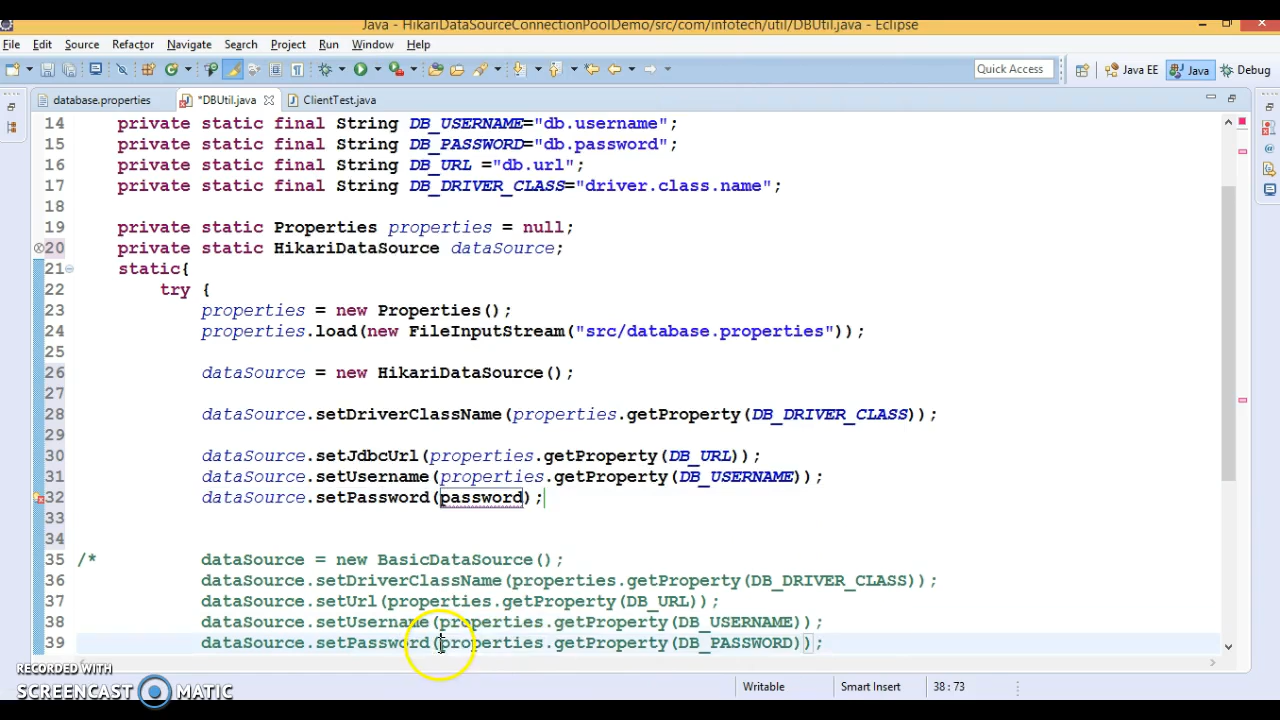 Java - HikariDataSourceConnectionPoolDemo/src/com/infotech/util/DBUtil.java - Eclipse
File Edit Source Refactor Navigate Search Project Run Window Help
Quick Access Java EE Java Debug
database.properties *DBUtil.java ClientTest.java
14 private static final String DB_USERNAME="db.username";
15 private static final String DB_PASSWORD="db.password";
16 private static final String DB_URL ="db.url";
17 private static final String DB_DRIVER_CLASS="driver.class.name";
18
19 private static Properties properties = null;
20 private static HikariDataSource dataSource;
21 static{
22 try {
23 properties = new Properties();
24 properties.load(new FileInputStream("src/database.properties"));
25
26 dataSource = new HikariDataSource();
27
28 dataSource.setDriverClassName(properties.getProperty(DB_DRIVER_CLASS));
29
30 dataSource.setJdbcUrl(properties.getProperty(DB_URL));
31 dataSource.setUsername(properties.getProperty(DB_USERNAME));
32 dataSource.setPassword(password);
33
34
35 /* dataSource = new BasicDataSource();
36 dataSource.setDriverClassName(properties.getProperty(DB_DRIVER_CLASS));
37 dataSource.setUrl(properties.getProperty(DB_URL));
38 dataSource.setUsername(properties.getProperty(DB_USERNAME));
39 dataSource.setPassword(properties.getProperty(DB_PASSWORD));
RECORDED WITH
SCREENCAST MATIC
Writable Smart Insert 38 : 73